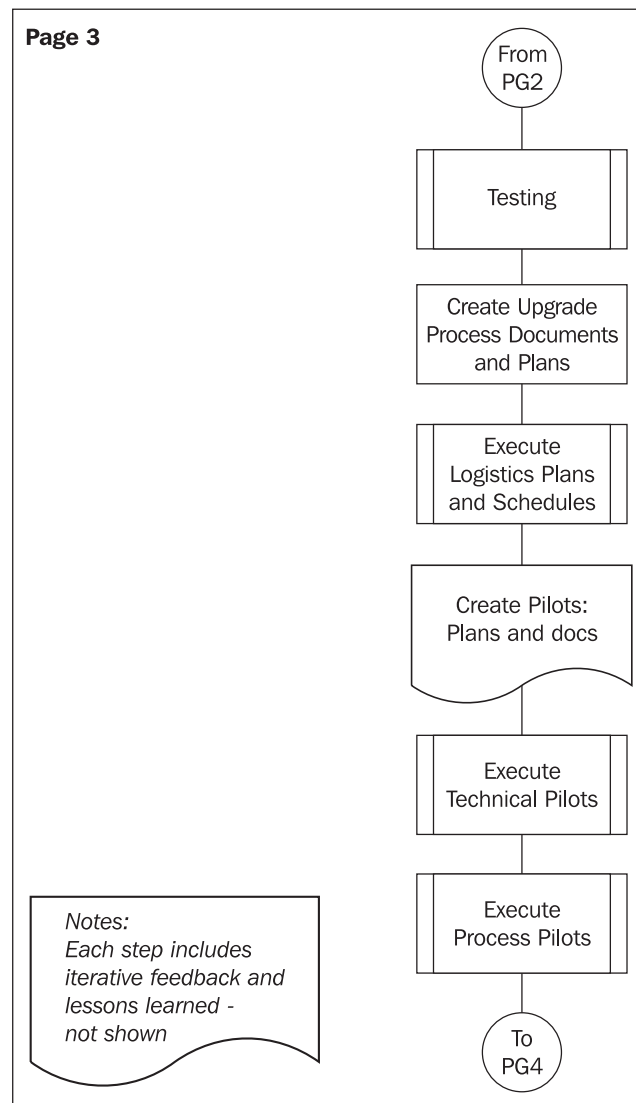 Page 3
From
PG2
Testing
Create Upgrade
Process Documents
and Plans
Execute
Logistics Plans
and Schedules
Create Pilots:
Plans and docs
Execute
Technical Pilots
Execute
Process Pilots
Notes:
Each step includes
iterative feedback and
lessons learned -
not shown
To
PG4